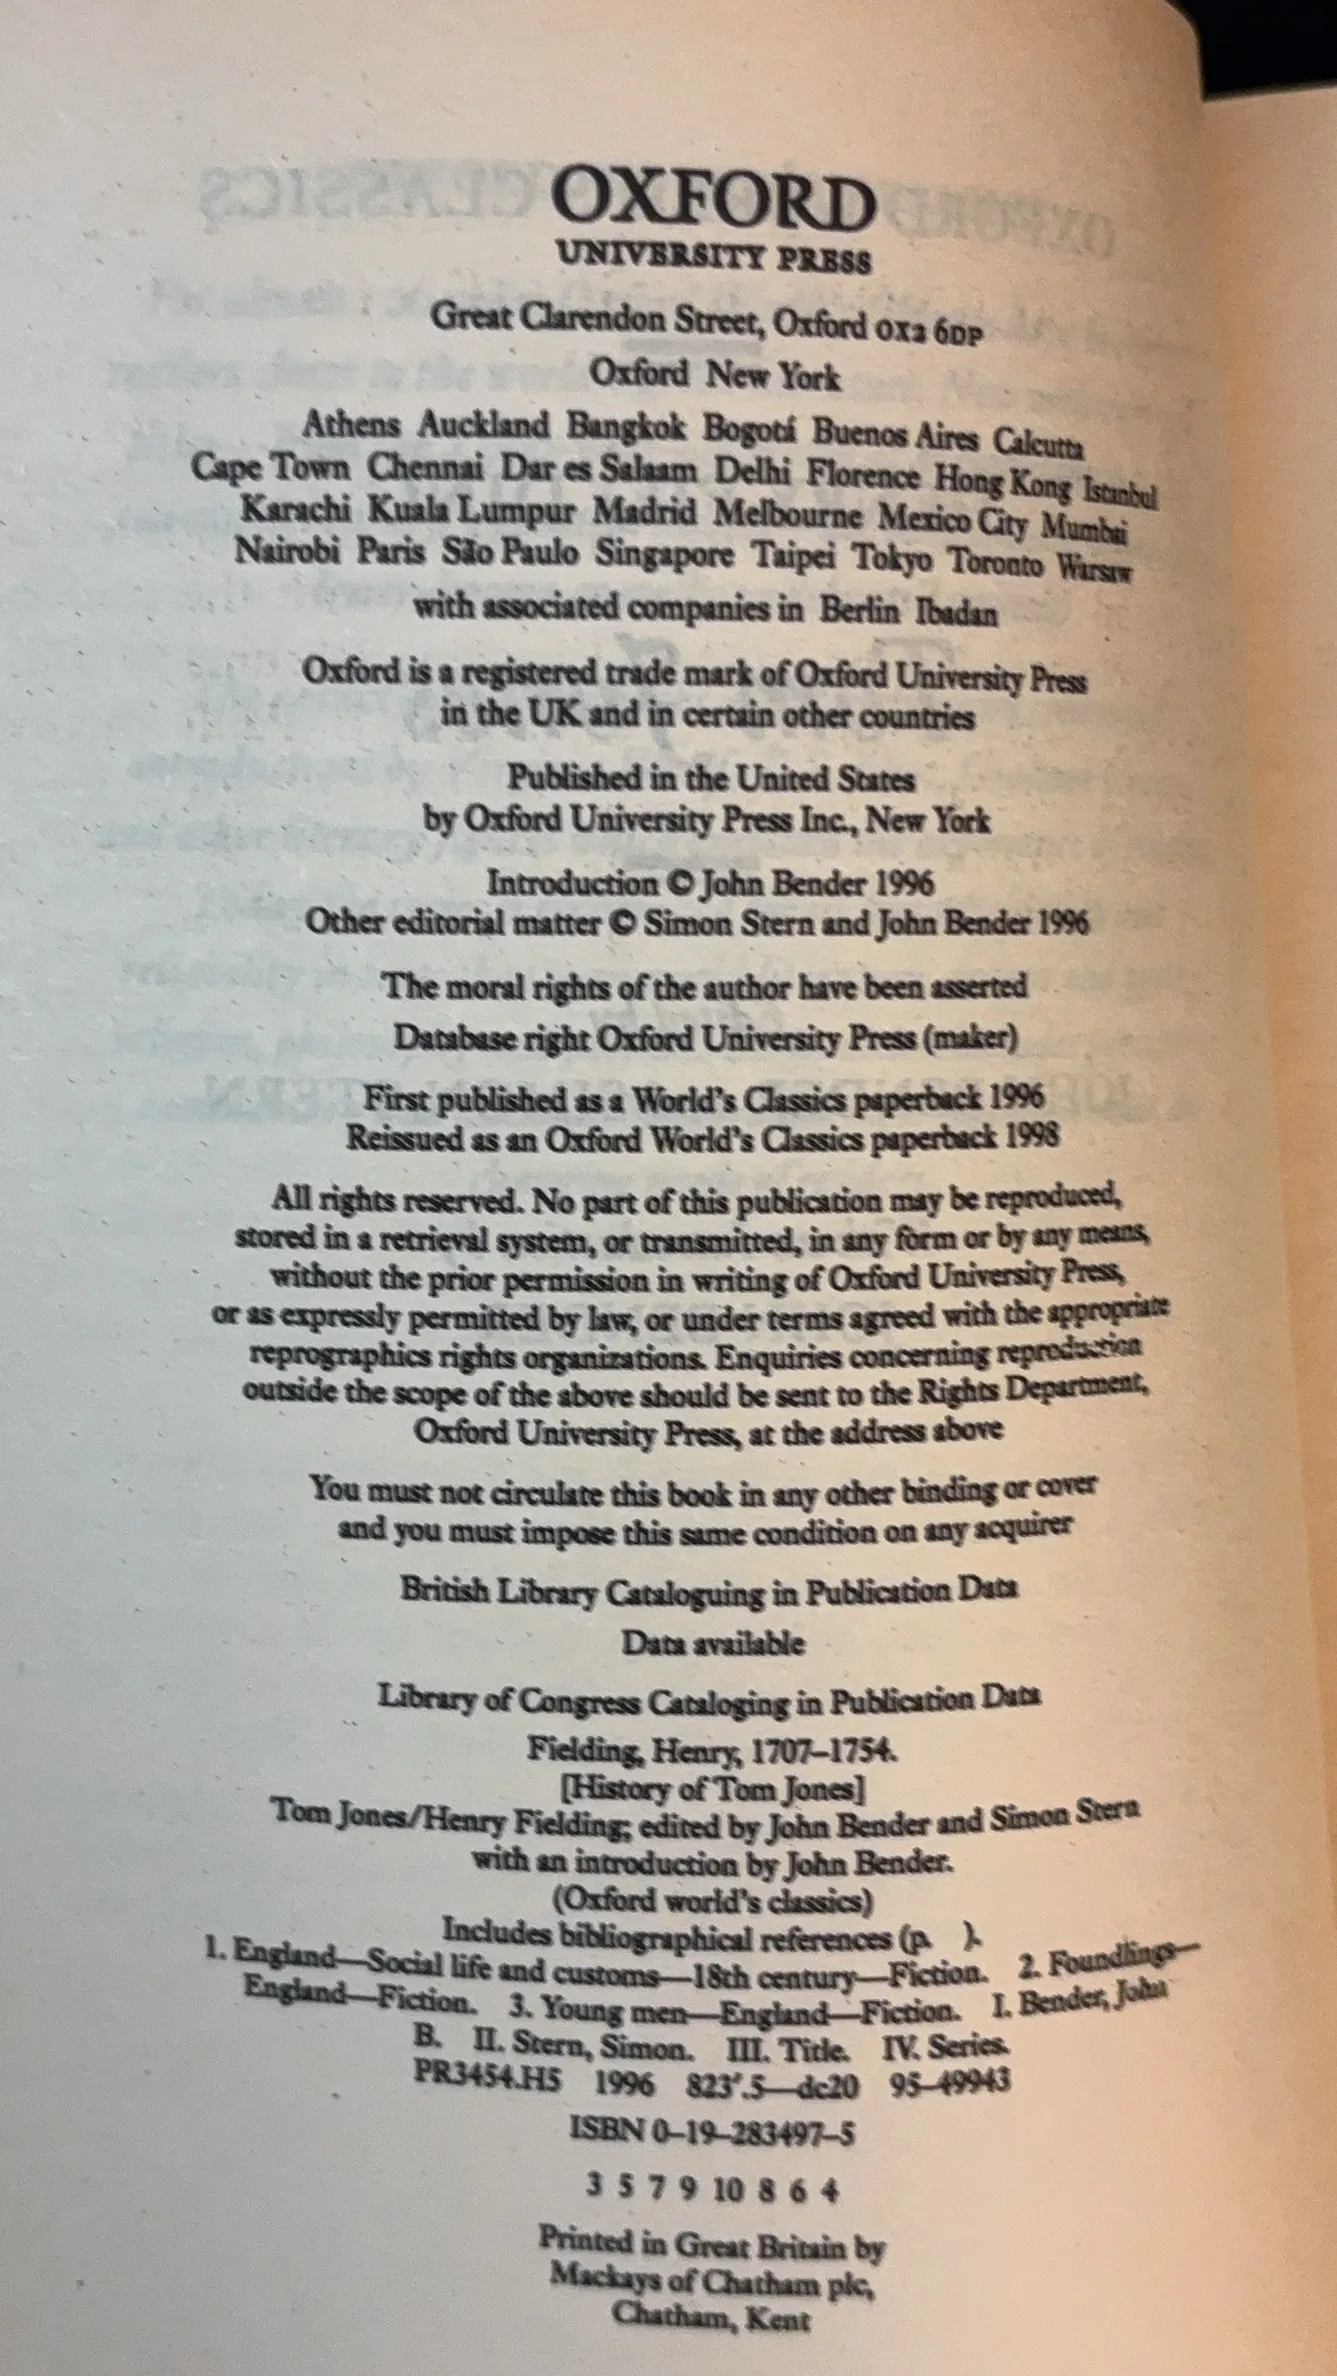 OXFORD
UNIVERSITY PRESS
Great Clarendon Street, Oxford OX2 6DP
Oxford New York
Athens Auckland Bangkok Bogotá Buenos Aires Calcutta
Cape Town Chennai Dar es Salaam Delhi Florence Hong Kong Istanbul
Karachi Kuala Lumpur Madrid Melbourne Mexico City Mumbai
Nairobi Paris São Paulo Singapore Taipei Tokyo Toronto Warsaw
with associated companies in Berlin Ibadan
Oxford is a registered trade mark of Oxford University Press
in the UK and in certain other countries
Published in the United States
by Oxford University Press Inc., New York
Introduction © John Bender 1996
Other editorial matter © Simon Stern and John Bender 1996
The moral rights of the author have been asserted
Database right Oxford University Press (maker)
First published as a World's Classics paperback 1996
Reissued as an Oxford World's Classics paperback 1998
All rights reserved. No part of this publication may be reproduced,
stored in a retrieval system, or transmitted, in any form or by any means,
without the prior permission in writing of Oxford University Press,
or as expressly permitted by law, or under terms agreed with the appropriate
reprographics rights organizations. Enquiries concerning reproduction
outside the scope of the above should be sent to the Rights Department,
Oxford University Press, at the address above
You must not circulate this book in any other binding or cover
and you must impose this same condition on any acquirer
British Library Cataloguing in Publication Data
Data available
Library of Congress Cataloging in Publication Data
Fielding, Henry, 1707–1754.
[History of Tom Jones]
Tom Jones/Henry Fielding; edited by John Bender and Simon Stern
with an introduction by John Bender.
(Oxford world's classics)
Includes bibliographical references (p. ).
1. England—Social life and customs—18th century—Fiction. 2. Foundlings—
England—Fiction. 3. Young men—England—Fiction. I. Bender, John
B. II. Stern, Simon. III. Title. IV. Series.
PR3454.H5 1996 823'.5—dc20 95–49943
ISBN 0–19–283497–5
3 5 7 9 10 8 6 4
Printed in Great Britain by
Mackays of Chatham plc,
Chatham, Kent